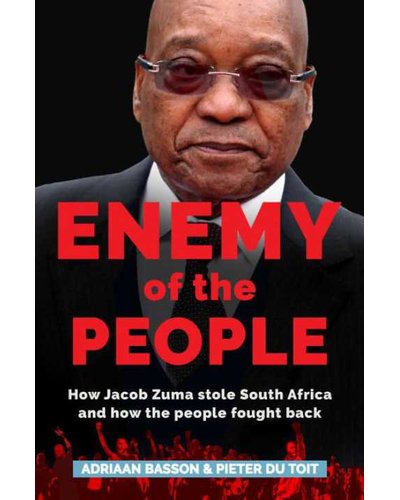 ENEMY
of the
PEOPLE
How Jacob Zuma stole South Africa
and how the people fought back
ADRIAAN BASSON & PIETER DU TOIT